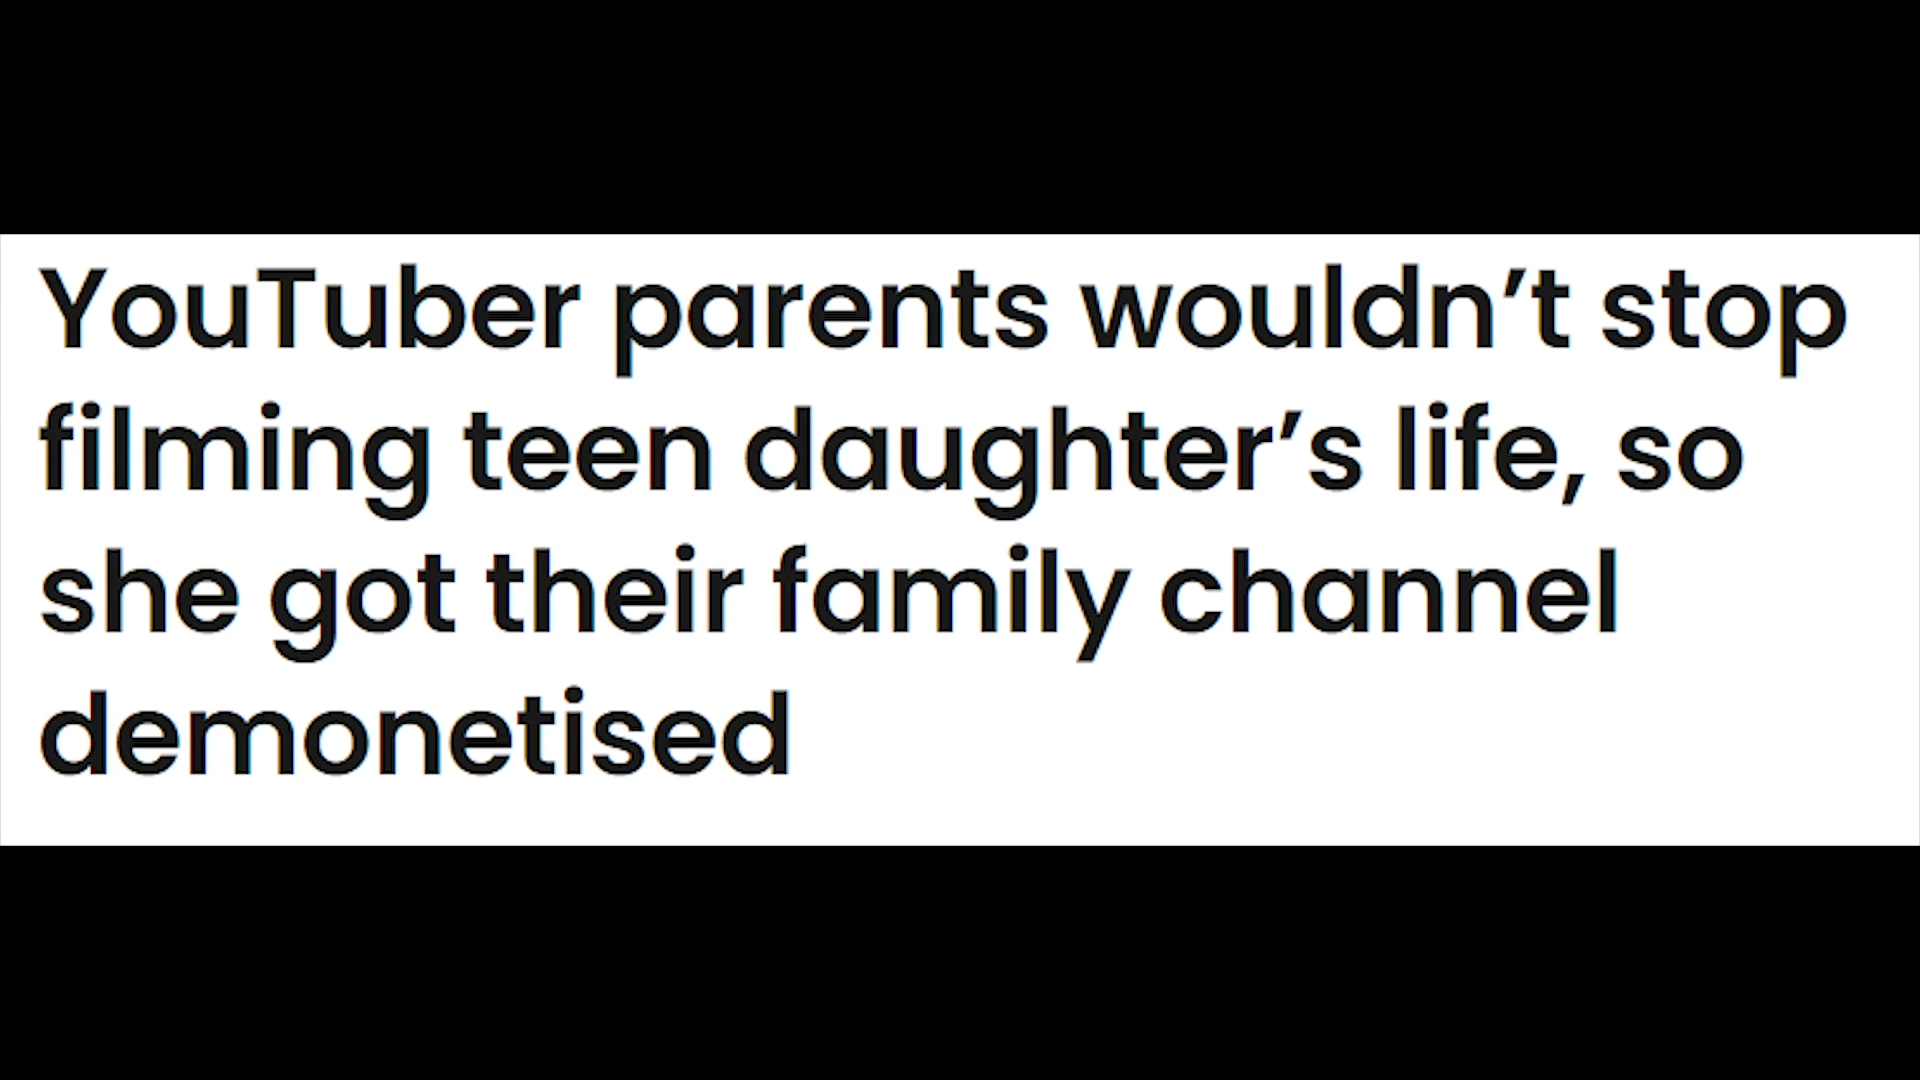 YouTuber parents wouldn’t stop
filming teen daughter’s life, so
she got their family channel
demonetised